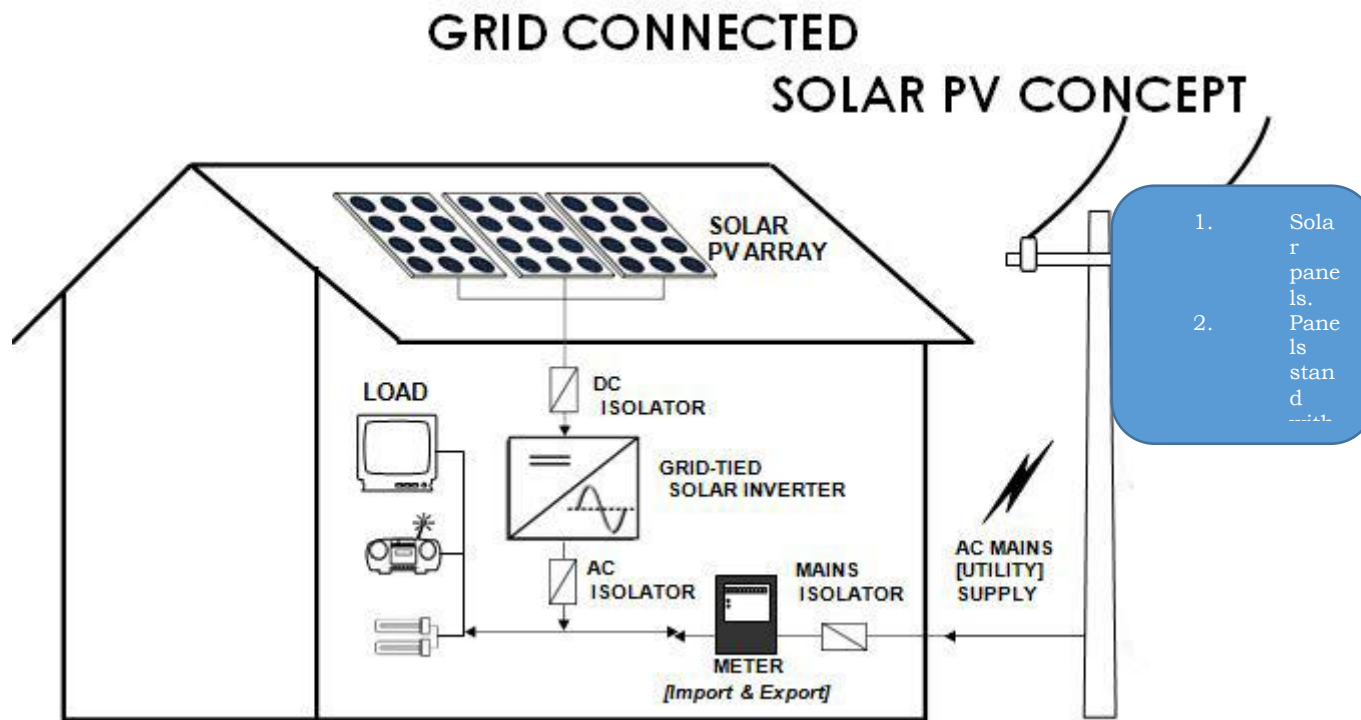 GRID CONNECTED
SOLAR PV CONCEPT
SOLAR
PV ARRAY
1. Sola
r
pane
ls.
2. Pane
ls
stan
d
LOAD
DC
ISOLATOR
GRID-TIED
SOLAR INVERTER
AC
ISOLATOR
MAINS
ISOLATOR
AC MAINS
[UTILITY]
SUPPLY
METER
[Import & Export]